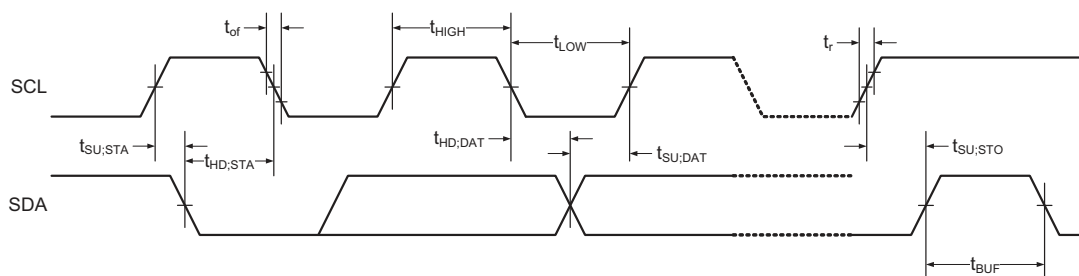 t_of
t_HIGH
t_LOW
t_r
SCL
t_SU;STA
t_HD;STA
t_HD;DAT
t_SU;DAT
t_SU;STO
SDA
t_BUF